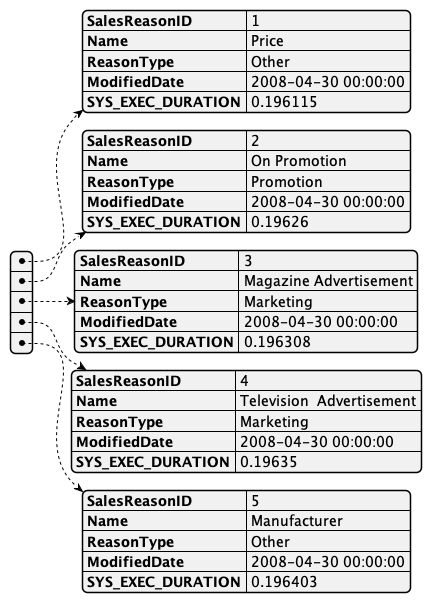 SalesReasonID 1
Name Price
ReasonType Other
ModifiedDate 2008-04-30 00:00:00
SYS_EXEC_DURATION 0.196115
SalesReasonID 2
Name On Promotion
ReasonType Promotion
ModifiedDate 2008-04-30 00:00:00
SYS_EXEC_DURATION 0.19626
SalesReasonID 3
Name Magazine Advertisement
ReasonType Marketing
ModifiedDate 2008-04-30 00:00:00
SYS_EXEC_DURATION 0.196308
SalesReasonID 4
Name Television  Advertisement
ReasonType Marketing
ModifiedDate 2008-04-30 00:00:00
SYS_EXEC_DURATION 0.19635
SalesReasonID 5
Name Manufacturer
ReasonType Other
ModifiedDate 2008-04-30 00:00:00
SYS_EXEC_DURATION 0.196403